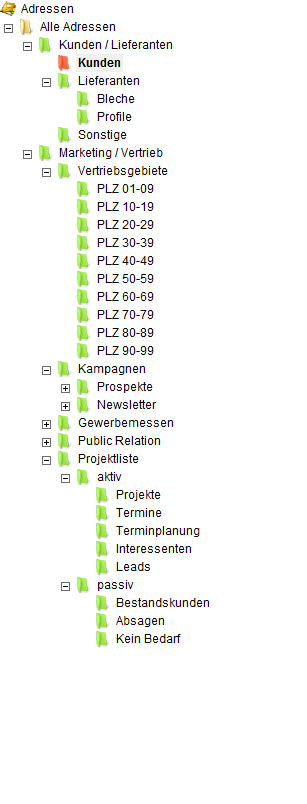 Adressen
Alle Adressen
Kunden / Lieferanten
Kunden
Lieferanten
Bleche
Profile
Sonstige
Marketing / Vertrieb
Vertriebsgebiete
PLZ 01-09
PLZ 10-19
PLZ 20-29
PLZ 30-39
PLZ 40-49
PLZ 50-59
PLZ 60-69
PLZ 70-79
PLZ 80-89
PLZ 90-99
Kampagnen
Prospekte
Newsletter
Gewerbemessen
Public Relation
Projektliste
aktiv
Projekte
Termine
Terminplanung
Interessenten
Leads
passiv
Bestandskunden
Absagen
Kein Bedarf